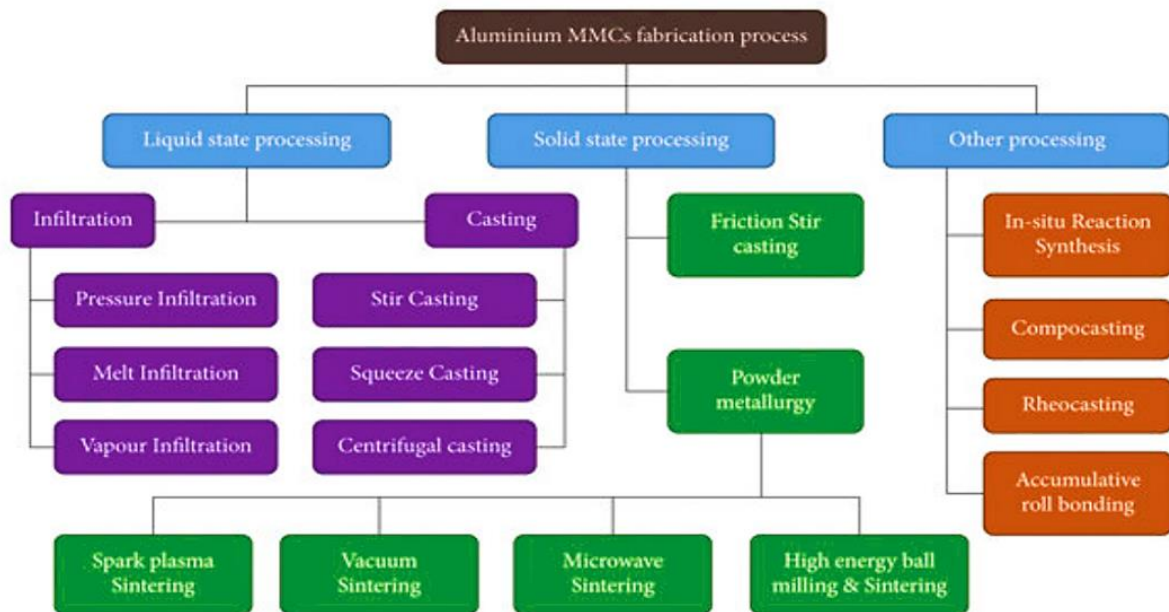 Aluminium MMCs fabrication process
Liquid state processing
Solid state processing
Other processing
Infiltration
Casting
Friction Stir
casting
In-situ Reaction
Synthesis
Pressure Infiltration
Stir Casting
Compocasting
Melt Infiltration
Squeeze Casting
Powder
metallurgy
Rheocasting
Vapour Infiltration
Centrifugal casting
Accumulative
roll bonding
Spark plasma
Sintering
Vacuum
Sintering
Microwave
Sintering
High energy ball
milling & Sintering